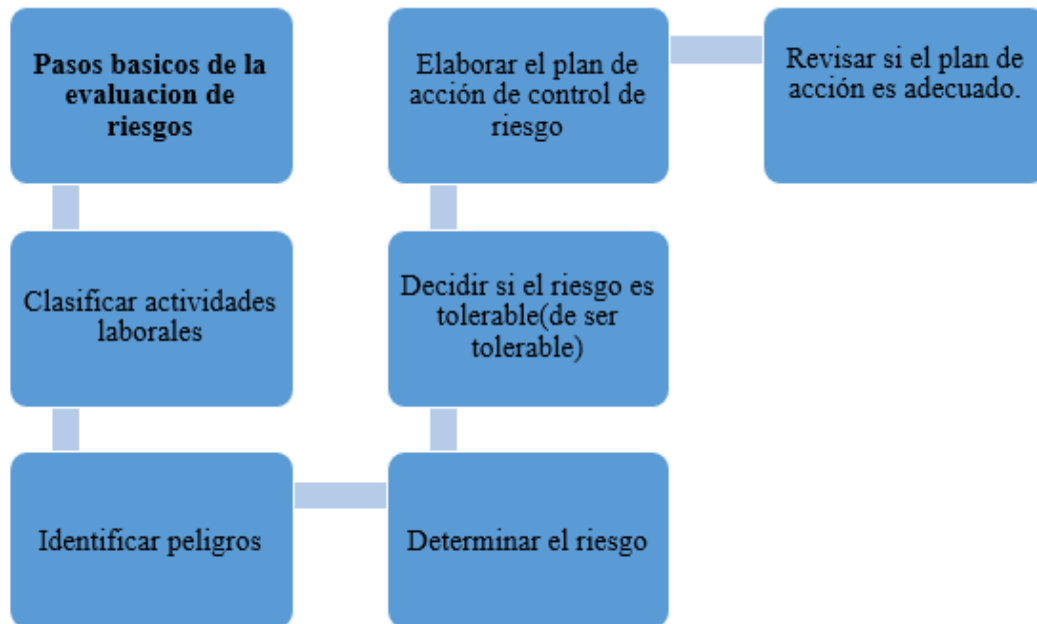 Pasos basicos de la
evaluacion de
riesgos
Clasificar actividades
laborales
Identificar peligros
Determinar el riesgo
Decidir si el riesgo es
tolerable(de ser
tolerable)
Elaborar el plan de
acción de control de
riesgo
Revisar si el plan de
acción es adecuado.